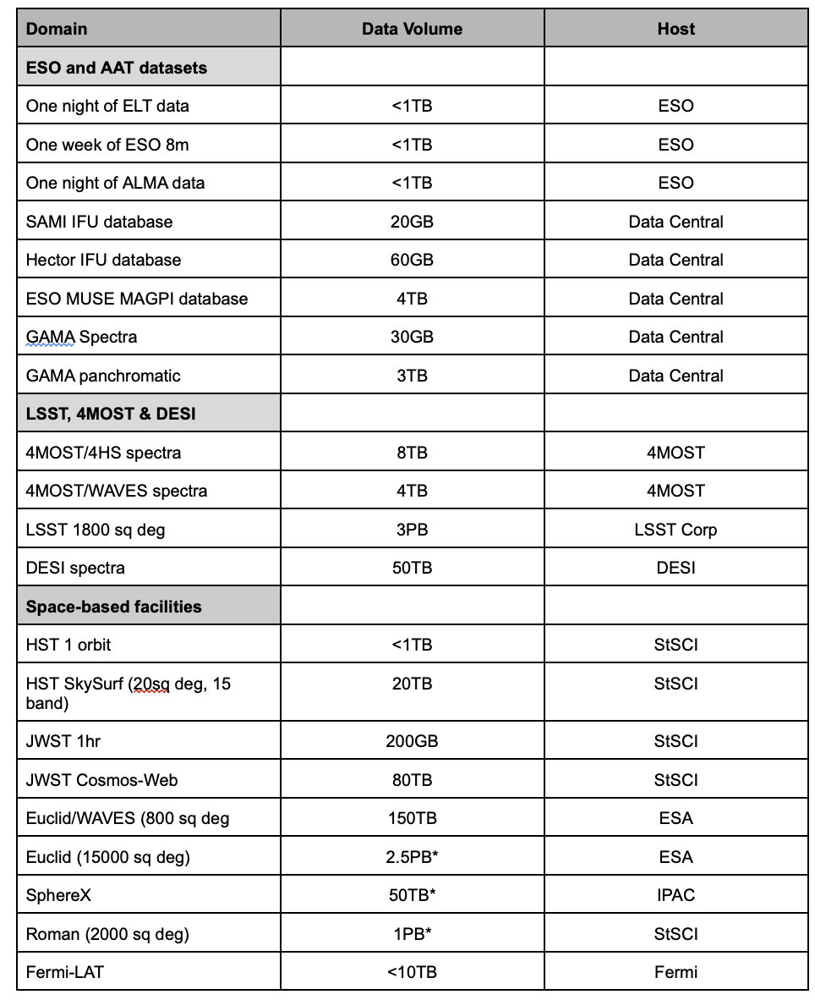 Domain Data Volume Host
ESO and AAT datasets
One night of ELT data <1TB ESO
One week of ESO 8m <1TB ESO
One night of ALMA data <1TB ESO
SAMI IFU database 20GB Data Central
Hector IFU database 60GB Data Central
ESO MUSE MAGPI database 4TB Data Central
GAMA Spectra 30GB Data Central
GAMA panchromatic 3TB Data Central
LSST, 4MOST & DESI
4MOST/4HS spectra 8TB 4MOST
4MOST/WAVES spectra 4TB 4MOST
LSST 1800 sq deg 3PB LSST Corp
DESI spectra 50TB DESI
Space-based facilities
HST 1 orbit <1TB StSCI
HST SkySurf (20sq deg, 15 20TB StSCI
band)
JWST 1hr 200GB StSCI
JWST Cosmos-Web 80TB StSCI
Euclid/WAVES (800 sq deg 150TB ESA
Euclid (15000 sq deg) 2.5PB* ESA
SphereX 50TB* IPAC
Roman (2000 sq deg) 1PB* StSCI
Fermi-LAT <10TB Fermi